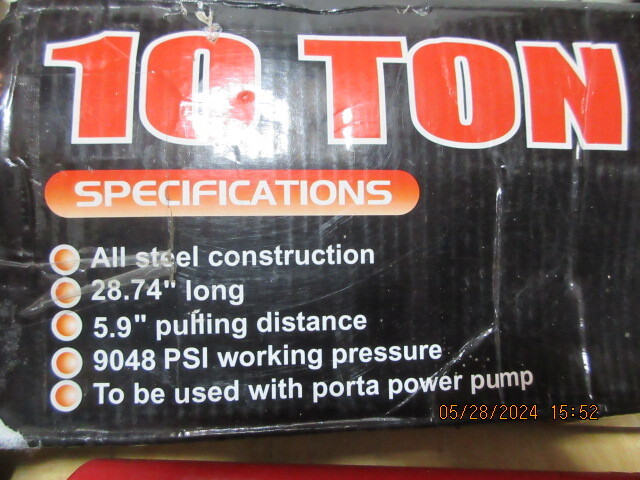 10 TON
SPECIFICATIONS
All steel construction
28.74" long
5.9" pulling distance
9048 PSI working pressure
To be used with porta power pump
05/28/2024 15:52